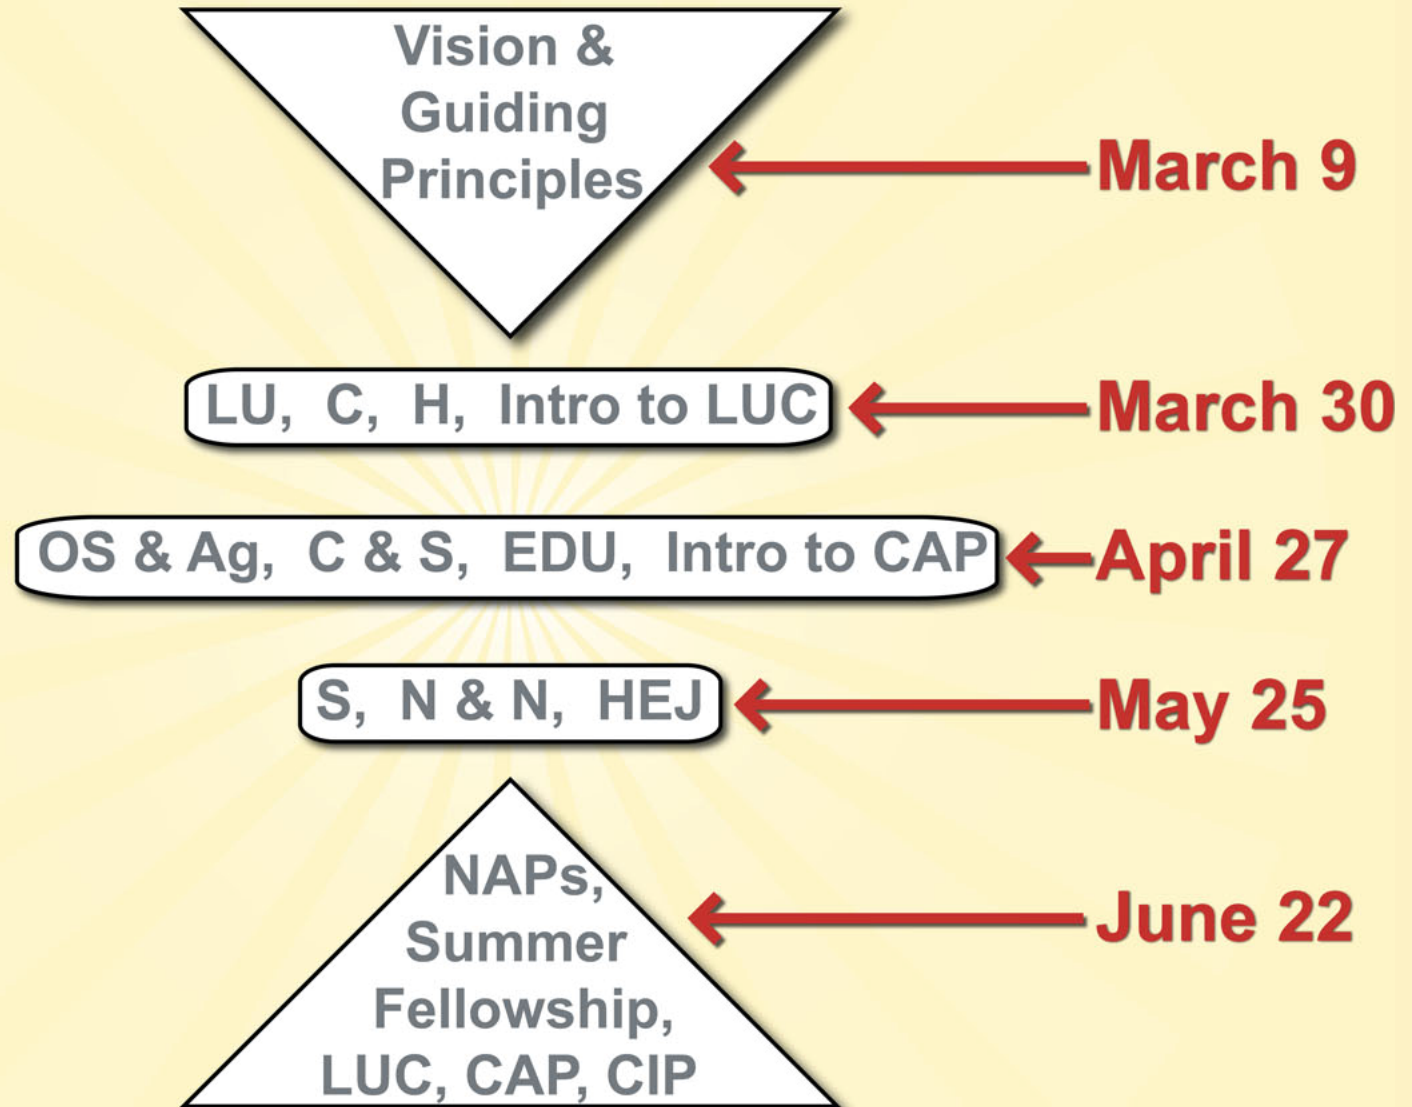 Vision &
Guiding
Principles
March 9
LU, C, H, Intro to LUC
March 30
OS & Ag, C & S, EDU, Intro to CAP
April 27
S, N & N, HEJ
May 25
NAPs,
Summer
Fellowship,
LUC, CAP, CIP
June 22